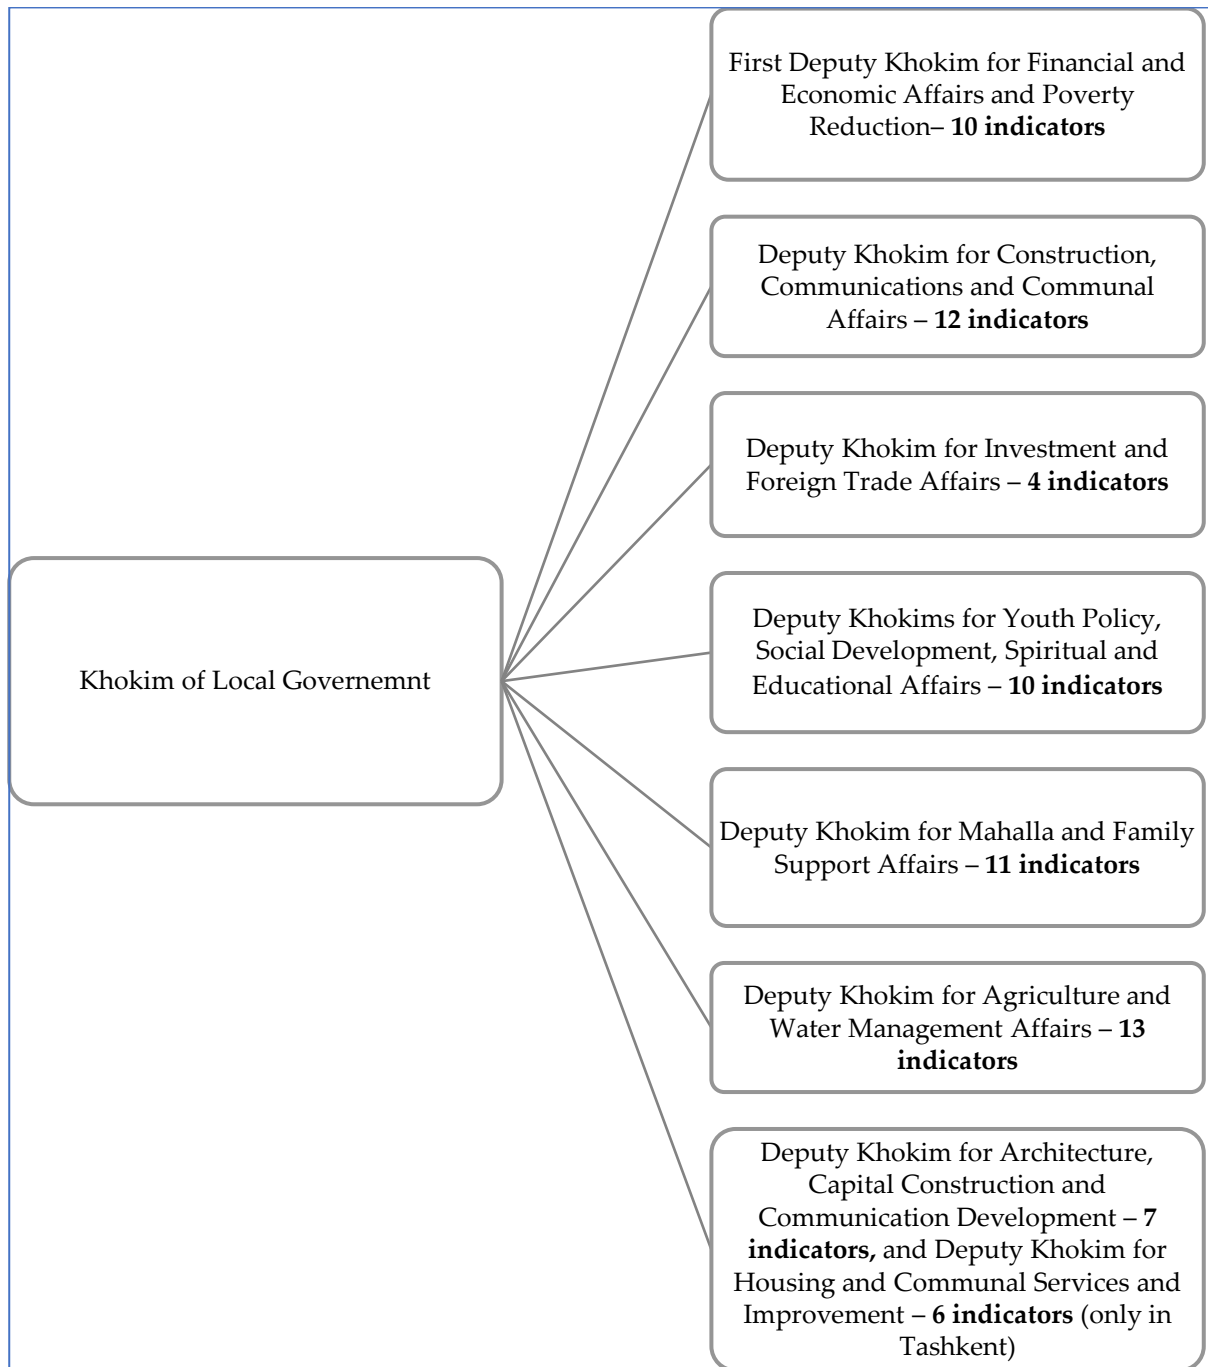 First Deputy Khokim for Financial and
Economic Affairs and Poverty
Reduction– 10 indicators
Deputy Khokim for Construction,
Communications and Communal
Affairs – 12 indicators
Deputy Khokim for Investment and
Foreign Trade Affairs – 4 indicators
Khokim of Local Governemnt
Deputy Khokims for Youth Policy,
Social Development, Spiritual and
Educational Affairs – 10 indicators
Deputy Khokim for Mahalla and Family
Support Affairs – 11 indicators
Deputy Khokim for Agriculture and
Water Management Affairs – 13
indicators
Deputy Khokim for Architecture,
Capital Construction and
Communication Development – 7
indicators, and Deputy Khokim for
Housing and Communal Services and
Improvement – 6 indicators (only in
Tashkent)